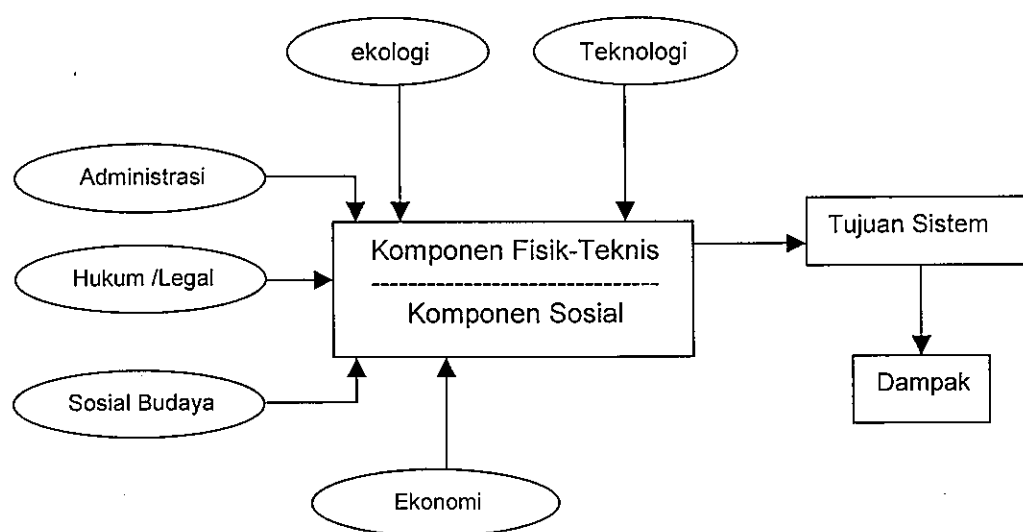 ekologi
Teknologi
Administrasi
Hukum /Legal
Sosial Budaya
Ekonomi
Komponen Fisik-Teknis
Komponen Sosial
Tujuan Sistem
Dampak